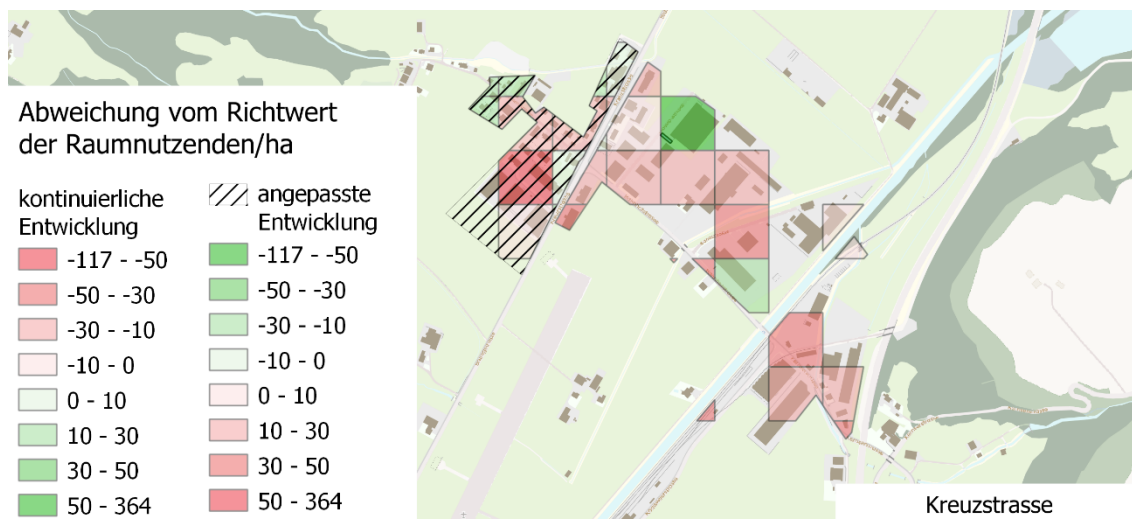 Abweichung vom Richtwert
der Raumnutzenden/ha
kontinuierliche
Entwicklung
-117 - -50
-50 - -30
-30 - -10
-10 - 0
0 - 10
10 - 30
30 - 50
50 - 364
angepasste
Entwicklung
-117 - -50
-50 - -30
-30 - -10
-10 - 0
0 - 10
10 - 30
30 - 50
50 - 364
Kreuzstrasse